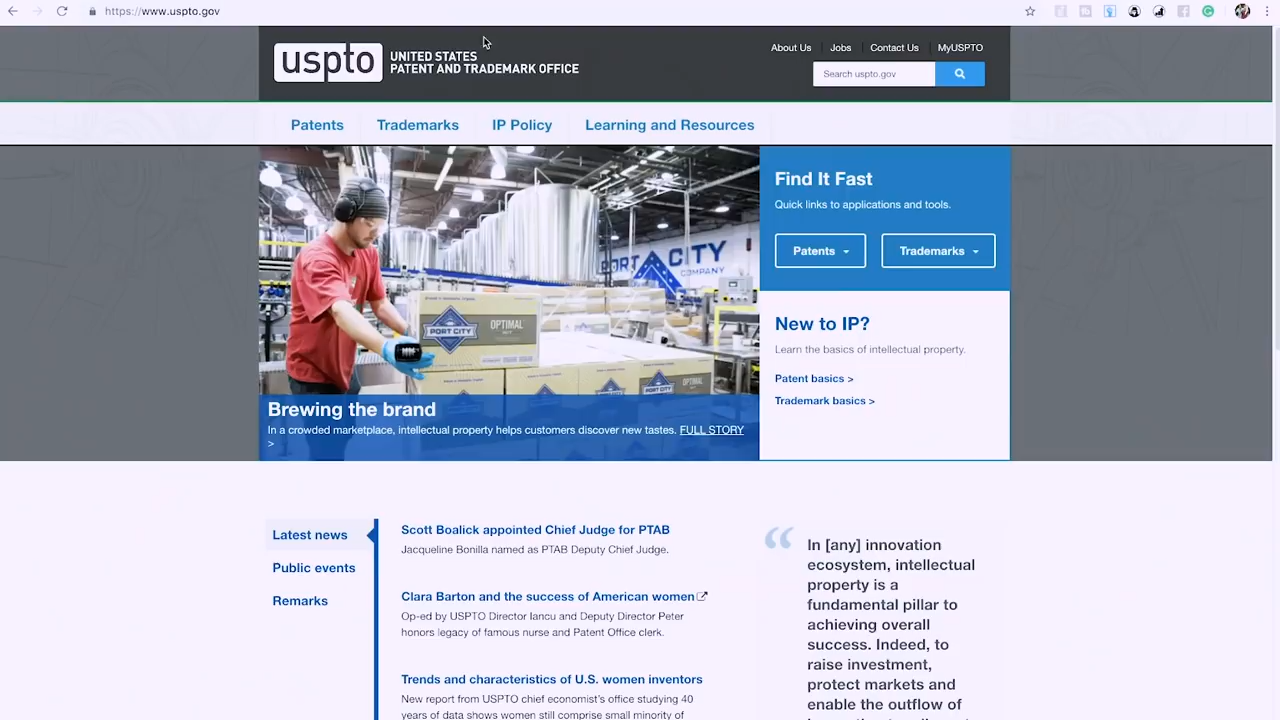 https://www.uspto.gov
uspto
UNITED STATES
PATENT AND TRADEMARK OFFICE
About Us
Jobs
Contact Us
MyUSPTO
Search uspto.gov
Patents
Trademarks
IP Policy
Learning and Resources
PORT CITY
COMPANY
PORT CITY
OPTIMAL
PORT CITY
Brewing the brand
In a crowded marketplace, intellectual property helps customers discover new tastes. FULL STORY
>
Find It Fast
Quick links to applications and tools.
Patents
Trademarks
New to IP?
Learn the basics of intellectual property.
Patent basics >
Trademark basics >
Latest news
Public events
Remarks
Scott Boalick appointed Chief Judge for PTAB
Jacqueline Bonilla named as PTAB Deputy Chief Judge.
Clara Barton and the success of American women
Op-ed by USPTO Director Iancu and Deputy Director Peter
honors legacy of famous nurse and Patent Office clerk.
Trends and characteristics of U.S. women inventors
New report from USPTO chief economist's office studying 40
years of data shows women still comprise small minority of
“
In [any] innovation
ecosystem, intellectual
property is a
fundamental pillar to
achieving overall
success. Indeed, to
raise investment,
protect markets and
enable the outflow of